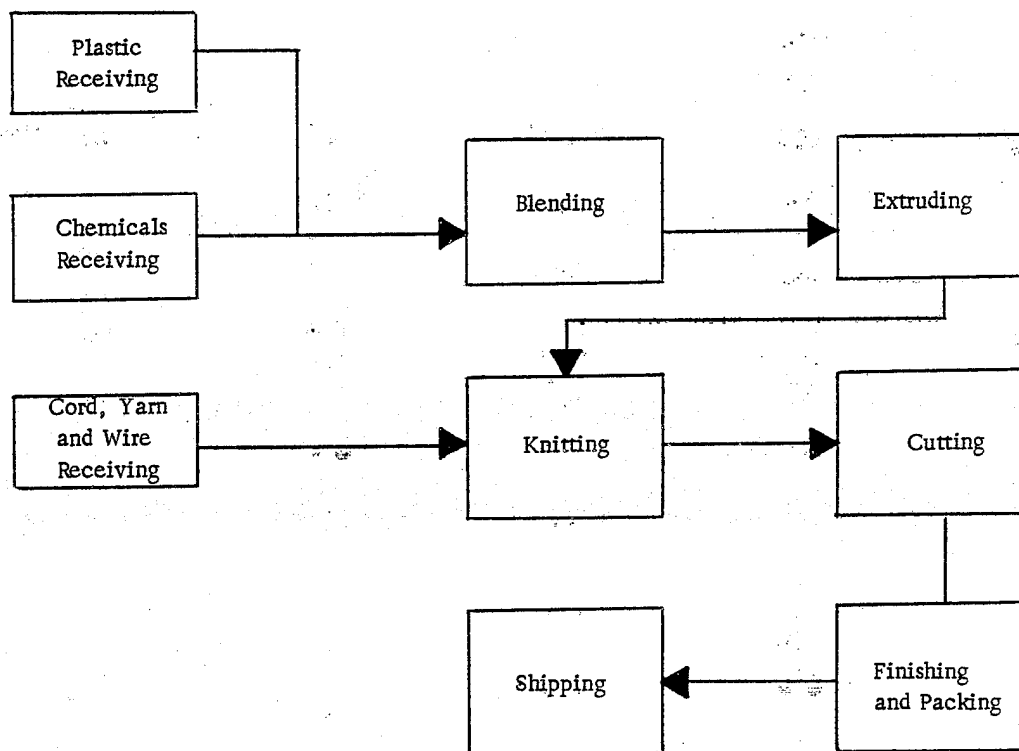 Plastic
Receiving
Chemicals
Receiving
Blending
Extruding
Cord, Yarn
and Wire
Receiving
Knitting
Cutting
Shipping
Finishing
and Packing